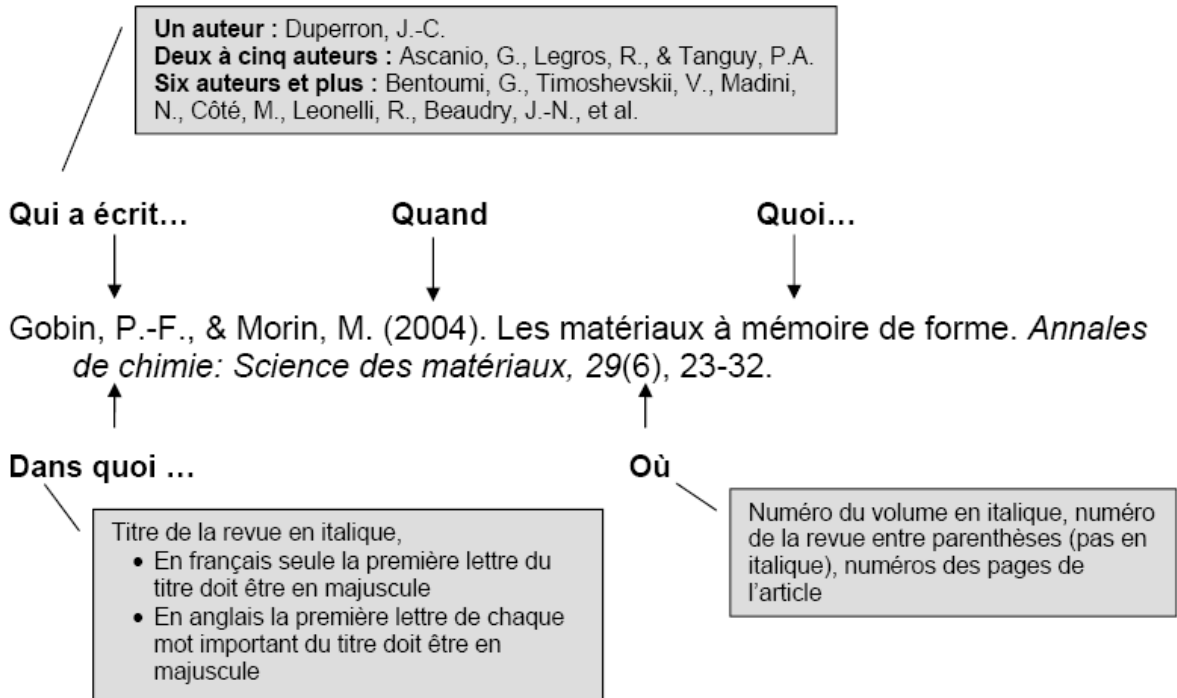 Un auteur : Duperron, J.-C.
Deux à cinq auteurs : Ascanio, G., Legros, R., & Tanguy, P.A.
Six auteurs et plus : Bentoumi, G., Timoshevskii, V., Madini,
N., Côté, M., Leonelli, R., Beaudry, J.-N., et al.
Qui a écrit…
Quand
Quoi…
Gobin, P.-F., & Morin, M. (2004). Les matériaux à mémoire de forme. Annales
de chimie: Science des matériaux, 29(6), 23-32.
Dans quoi …
Où
Titre de la revue en italique,
• En français seule la première lettre du
titre doit être en majuscule
• En anglais la première lettre de chaque
mot important du titre doit être en
majuscule
Numéro du volume en italique, numéro
de la revue entre parenthèses (pas en
italique), numéros des pages de
l’article